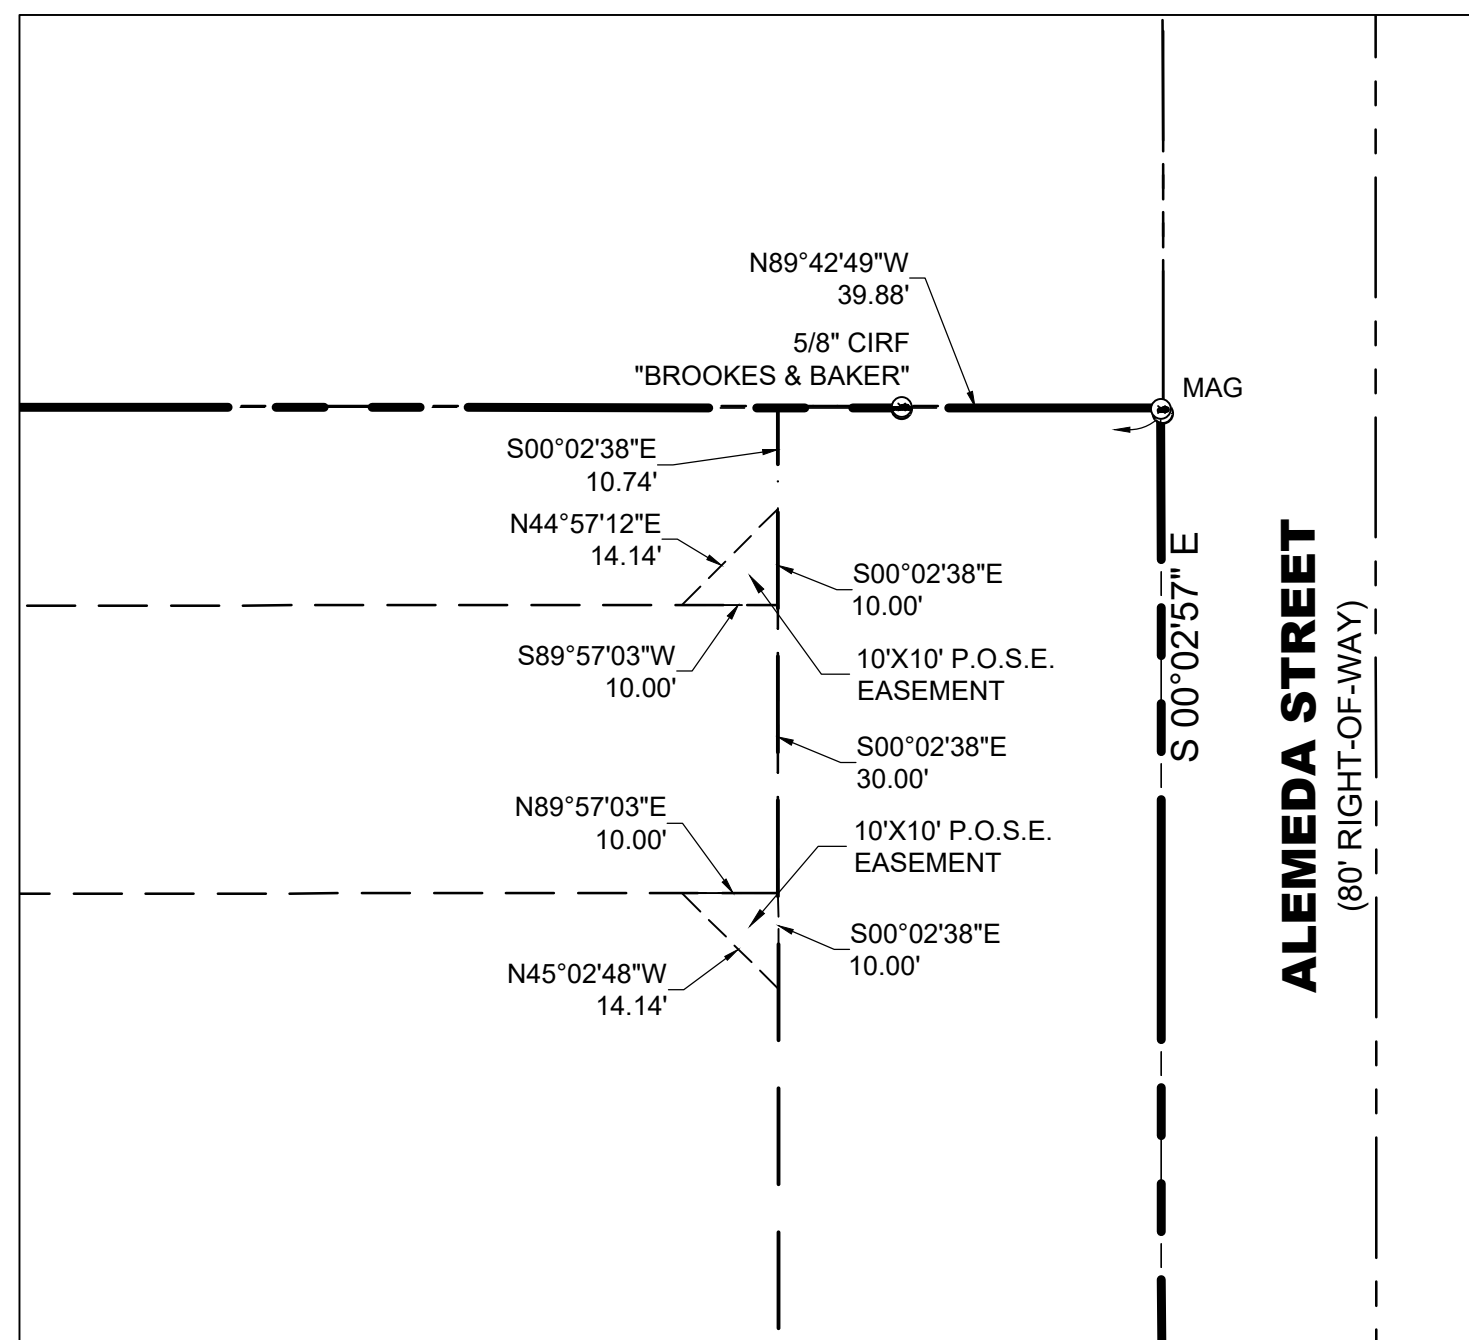 N89°42'49"W
39.88'
5/8" CIRF
"BROOKES & BAKER"
MAG
S00°02'38"E
10.74'
N44°57'12"E
14.14'
S00°02'38"E
10.00'
S89°57'03"W
10.00'
10'X10' P.O.S.E.
EASEMENT
S00°02'38"E
30.00'
N89°57'03"E
10.00'
10'X10' P.O.S.E.
EASEMENT
S00°02'38"E
10.00'
N45°02'48"W
14.14'
S 00°02'57" E
ALEMEDA STREET
(80' RIGHT-OF-WAY)